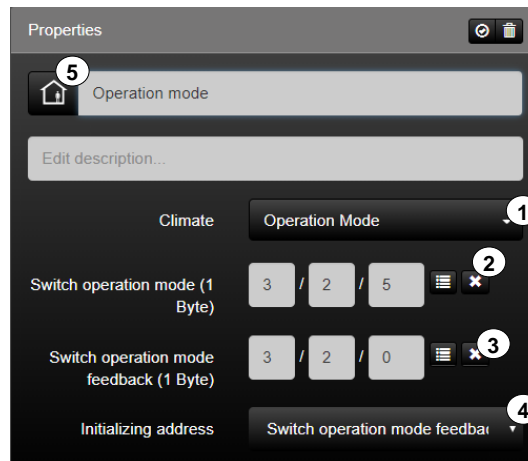 Properties
5
Operation mode
Edit description...
Climate Operation Mode 1
2
Switch operation mode (1
Byte) 3 / 2 / 5
3
Switch operation mode
feedback (1 Byte) 3 / 2 / 0
4
Initializing address Switch operation mode feedbac